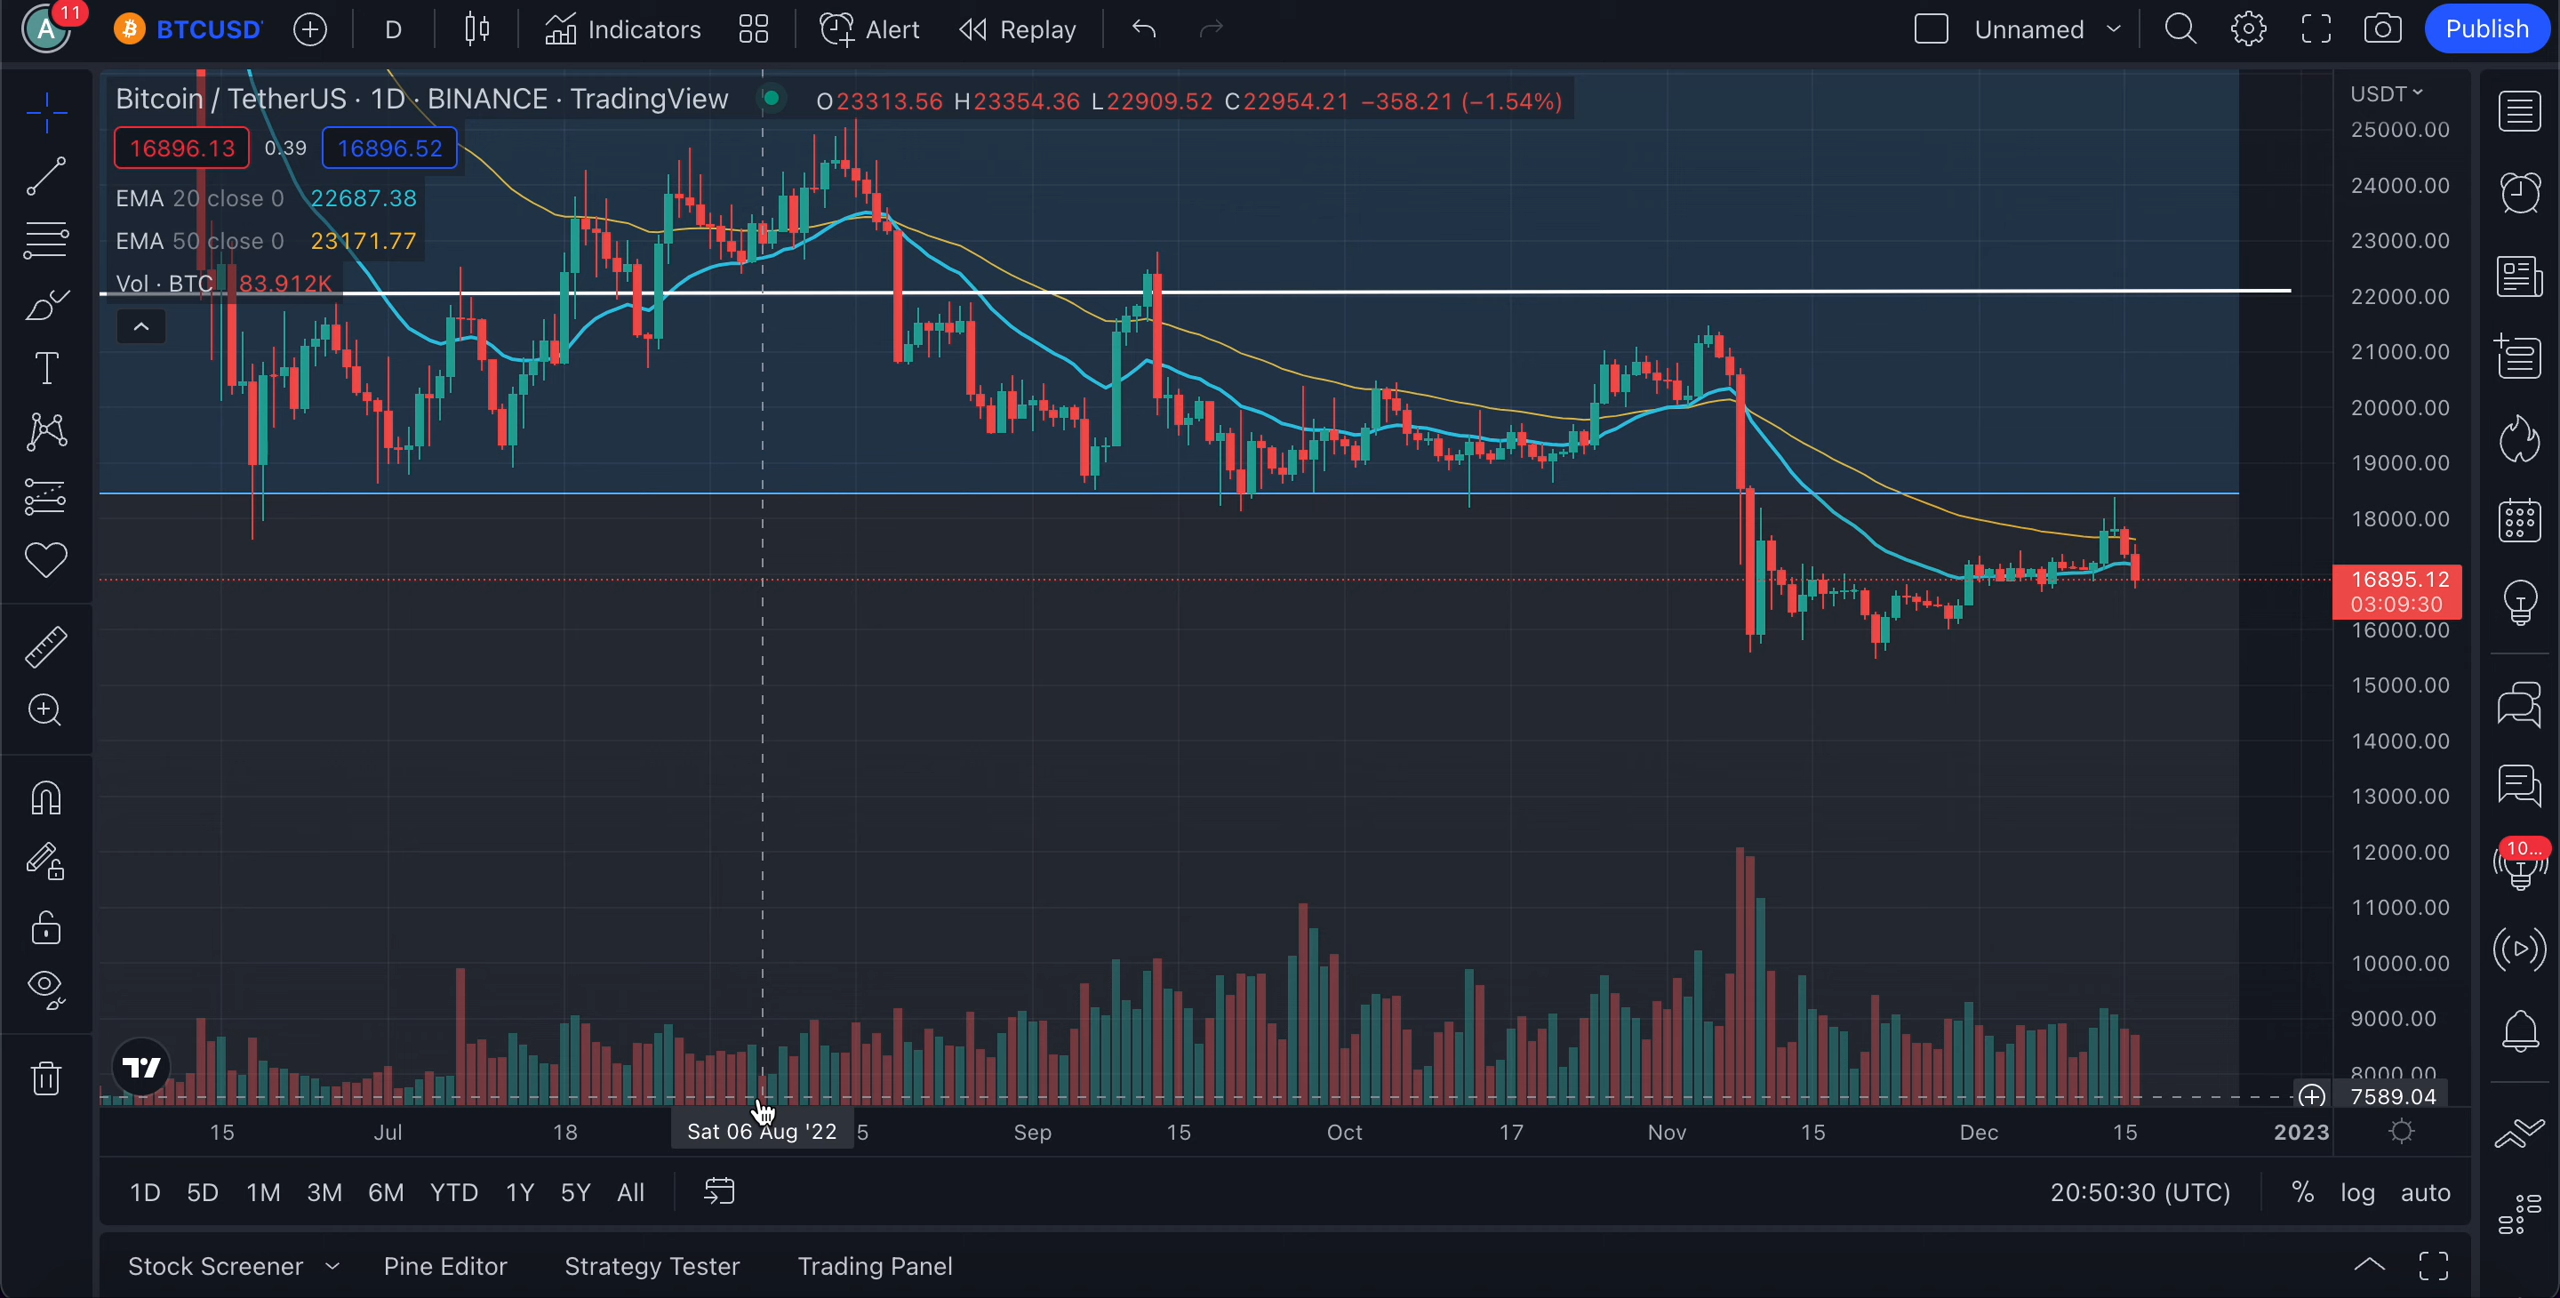 A 11 BTCUSD D Indicators Alert Replay Unnamed Publish
Bitcoin / TetherUS · 1D · BINANCE · TradingView O23313.56 H23354.36 L22909.52 C22954.21 −358.21 (−1.54%)
16896.13 0.39 16896.52
EMA 20 close 0 22687.38
EMA 50 close 0 23171.77
Vol · BTC 83.912K
USDT
25000.00
24000.00
23000.00
22000.00
21000.00
20000.00
19000.00
18000.00
16895.12
03:09:30
16000.00
15000.00
14000.00
13000.00
12000.00
11000.00
10000.00
9000.00
8000.00
7589.04
10...
15 Jul 18 Sat 06 Aug '22 5 Sep 15 Oct 17 Nov 15 Dec 15 2023
1D 5D 1M 3M 6M YTD 1Y 5Y All 20:50:30 (UTC) % log auto
Stock Screener Pine Editor Strategy Tester Trading Panel